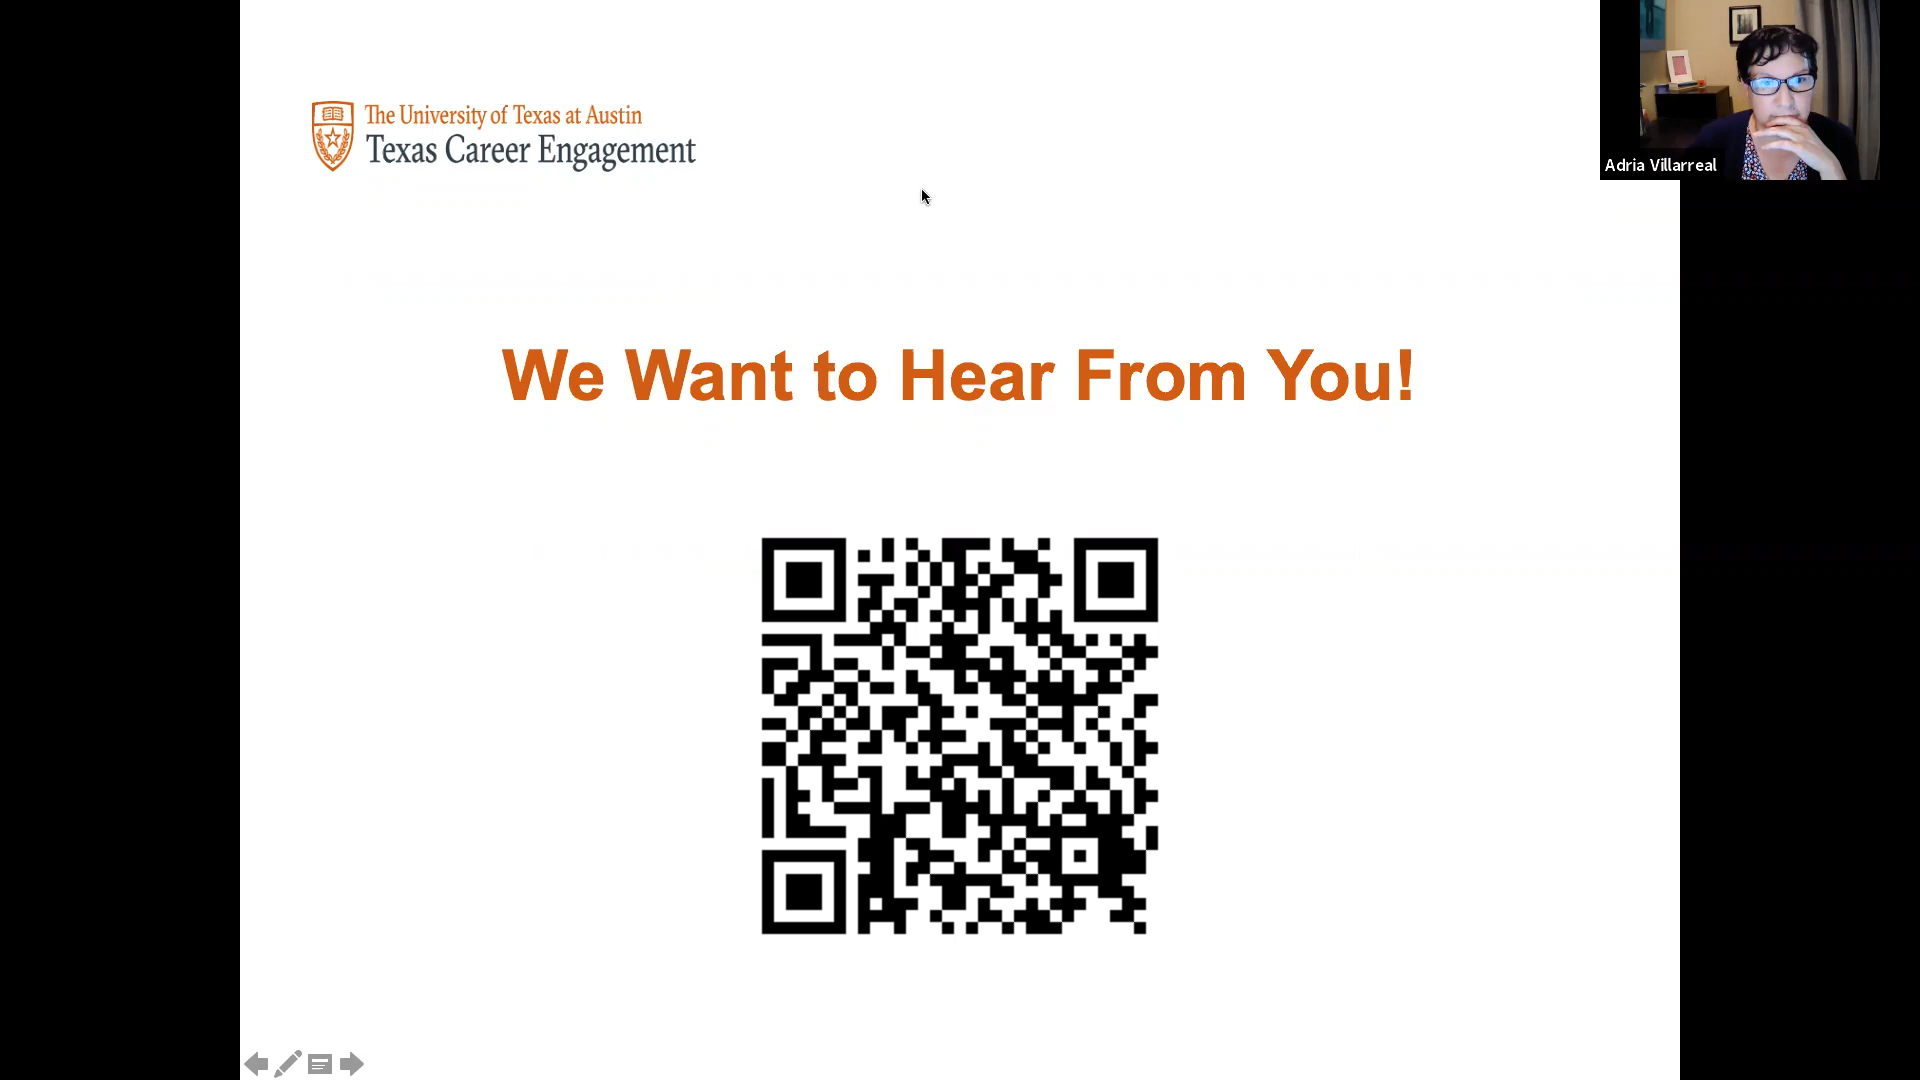 The University of Texas at Austin
Texas Career Engagement
Adria Villarreal
We Want to Hear From You!